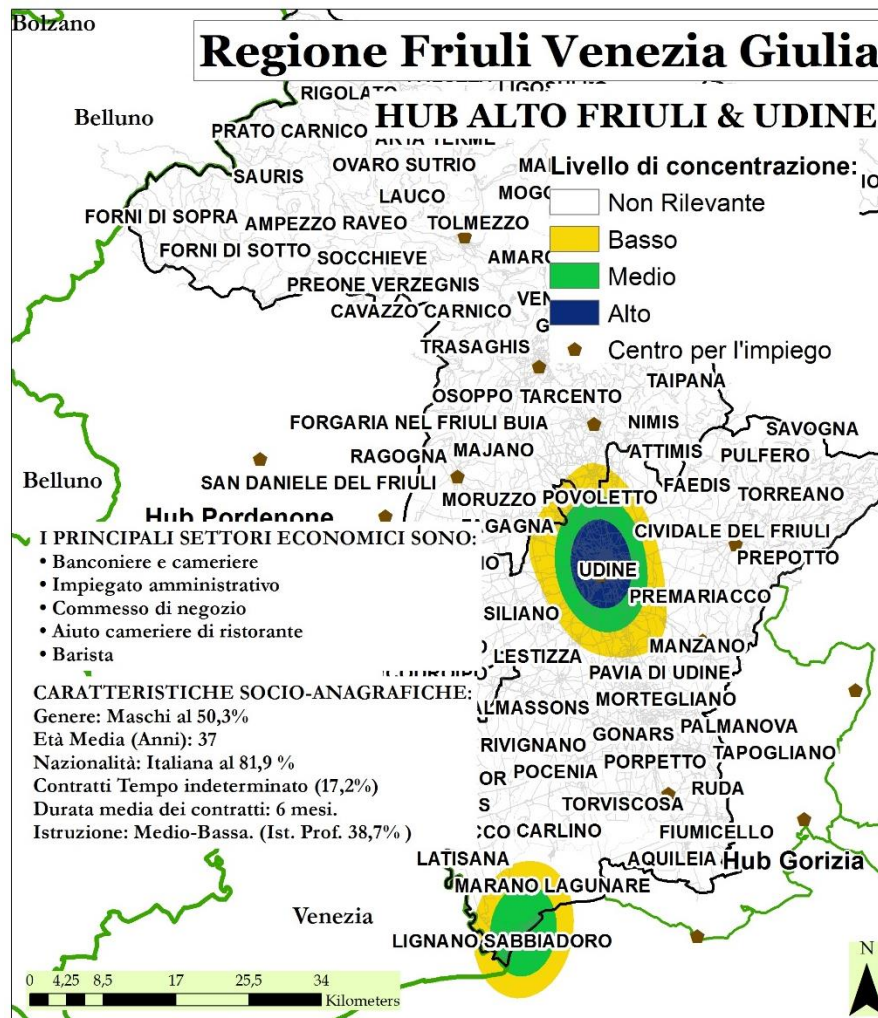 Bolzano
Regione Friuli Venezia Giulia
RIGOLATO
LIGOSULLO
Belluno
HUB ALTO FRIULI & UDINE
PRATO CARNICO
ARTA TERME
OVARO SUTRIO
Livello di concentrazione:
SAURIS
LAUCO
Non Rilevante
FORNI DI SOPRA
AMPEZZO RAVEO
TOLMEZZO
Basso
FORNI DI SOTTO
SOCCHIEVE
Medio
PREONE VERZEGNIS
Alto
CAVAZZO CARNICO
TRASAGHIS
Centro per l'impiego
TAIPANA
OSOPPO TARCENTO
FORGARIA NEL FRIULI BUIA
NIMIS
SAVOGNA
RAGOGNA
MAJANO
ATTIMIS
PULFERO
Belluno
SAN DANIELE DEL FRIULI
FAEDIS
TORREANO
MORUZZO
POVOLETTO
Hub Pordenone
CIVIDALE DEL FRIULI
I PRINCIPALI SETTORI ECONOMICI SONO:
• Banconiere e cameriere
• Impiegato amministrativo
• Commesso di negozio
• Aiuto cameriere di ristorante
• Barista
PREPOTTO
UDINE
PREMARIACCO
SILIANO
MANZANO
LESTIZZA
PAVIA DI UDINE
CARATTERISTICHE SOCIO-ANAGRAFICHE:
Genere: Maschi al 50,3%
Età Media (Anni): 37
Nazionalità: Italiana al 81,9 %
Contratti Tempo indeterminato (17,2%)
Durata media dei contratti: 6 mesi.
Istruzione: Medio-Bassa. (Ist. Prof. 38,7% )
ALMASSONS
MORTEGLIANO
PALMANOVA
RIVIGNANO
GONARS
TAPOGLIANO
POCENIA
PORPETTO
RUDA
TORVISCOSA
CARLINO
FIUMICELLO
LATISANA
AQUILEIA
Hub Gorizia
MARANO LAGUNARE
Venezia
LIGNANO SABBIADORO
N
0 4,25 8,5 17 25,5 34
Kilometers